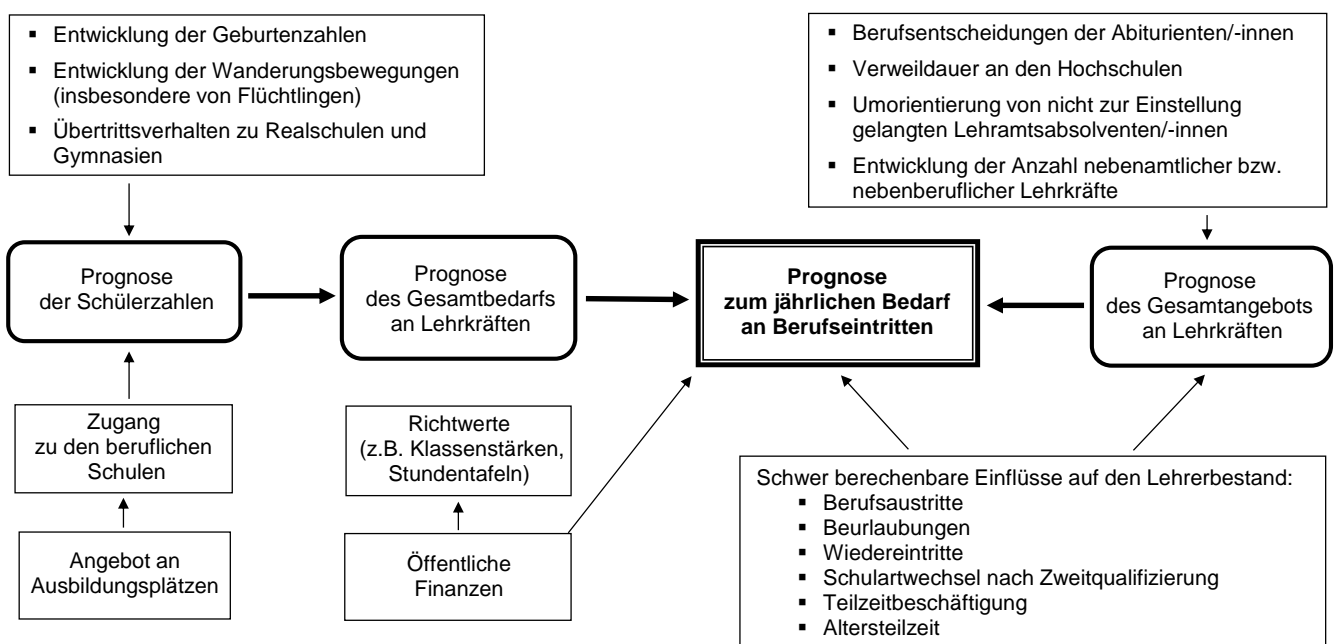 ▪ Entwicklung der Geburtenzahlen
▪ Entwicklung der Wanderungsbewegungen
(insbesondere von Flüchtlingen)
▪ Übertrittsverhalten zu Realschulen und
Gymnasien
▪ Berufsentscheidungen der Abiturienten/-innen
▪ Verweildauer an den Hochschulen
▪ Umorientierung von nicht zur Einstellung
gelangten Lehramtsabsolventen/-innen
▪ Entwicklung der Anzahl nebenamtlicher bzw.
nebenberuflicher Lehrkräfte
Prognose
der Schülerzahlen
Prognose
des Gesamtbedarfs
an Lehrkräften
Prognose
zum jährlichen Bedarf
an Berufseintritten
Prognose
des Gesamtangebots
an Lehrkräften
Zugang
zu den beruflichen
Schulen
Richtwerte
(z.B. Klassenstärken,
Stundentafeln)
Angebot an
Ausbildungsplätzen
Öffentliche
Finanzen
Schwer berechenbare Einflüsse auf den Lehrerbestand:
▪ Berufsaustritte
▪ Beurlaubungen
▪ Wiedereintritte
▪ Schulartwechsel nach Zweitqualifizierung
▪ Teilzeitbeschäftigung
▪ Altersteilzeit